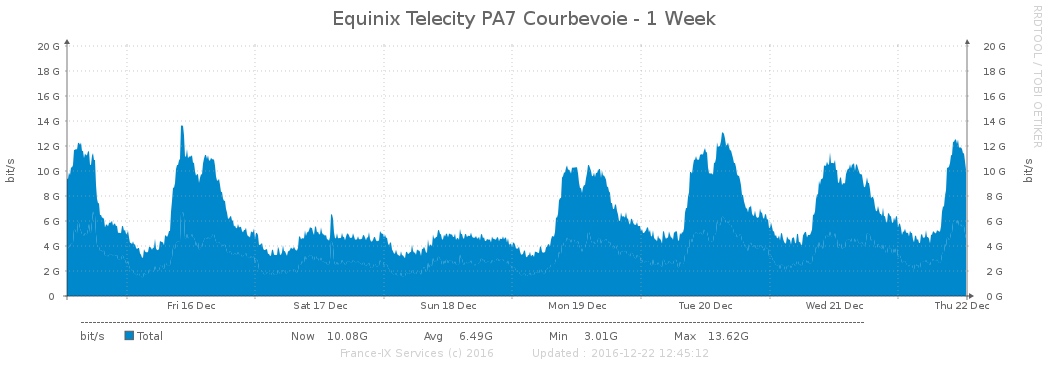 Equinix Telecity PA7 Courbevoie - 1 Week
RRDTOOL / TOBI OETIKER
bit/s
20 G 20 G
18 G 18 G
16 G 16 G
14 G 14 G
12 G 12 G
10 G 10 G
8 G 8 G
6 G 6 G
4 G 4 G
2 G 2 G
0 0 G
bit/s
Fri 16 Dec Sat 17 Dec Sun 18 Dec Mon 19 Dec Tue 20 Dec Wed 21 Dec Thu 22 Dec
bit/s Total Now 10.08G Avg 6.49G Min 3.01G Max 13.62G
France-IX Services (c) 2016 Updated : 2016-12-22 12:45:12